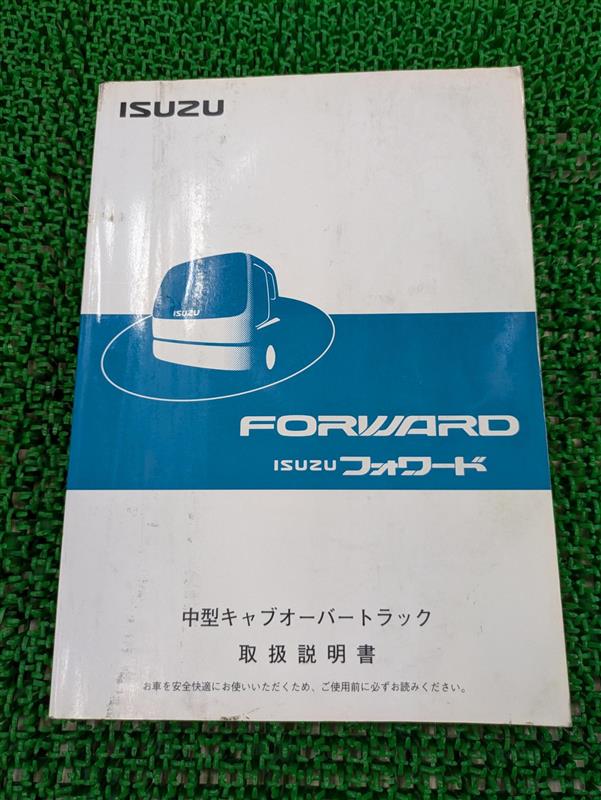 ISUZU
ISUZU
FORWARD
ISUZU フォワード
中型キャブオーバートラック
取扱説明書
お車を安全快適にお使いいただくため、ご使用前に必ずお読みください。